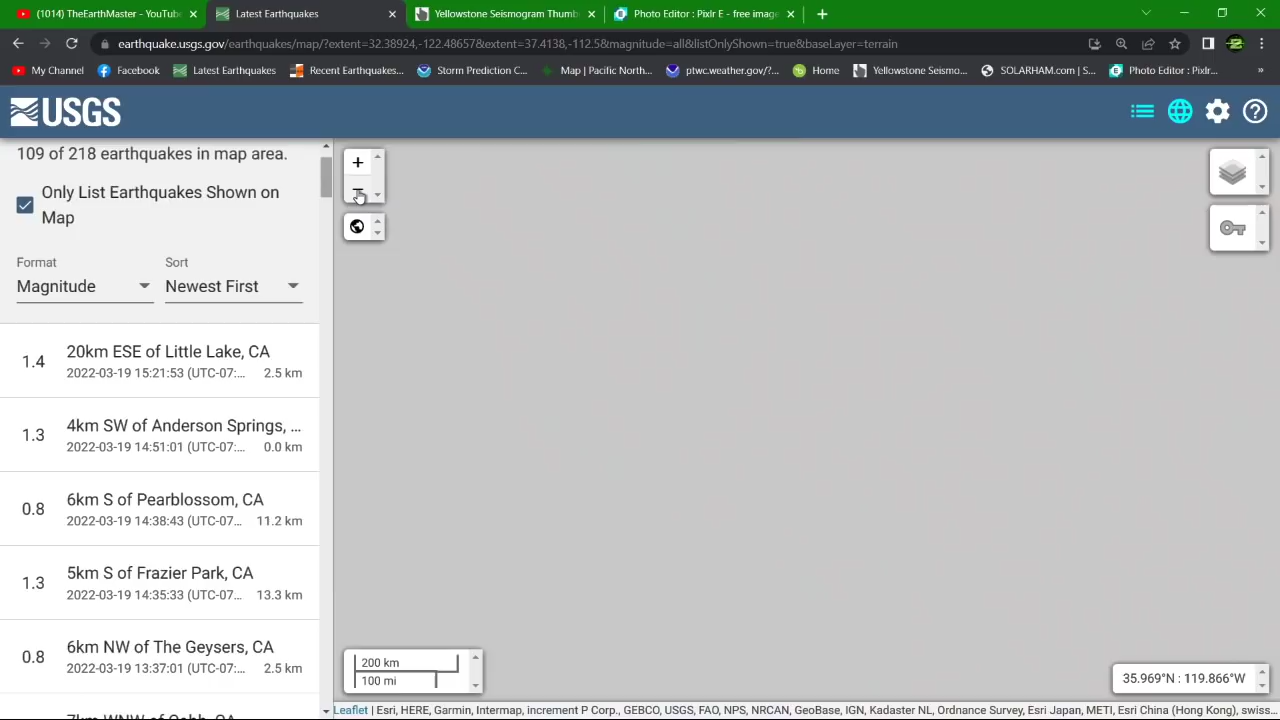 (1014) TheEarthMaster - YouTube
Latest Earthquakes
Yellowstone Seismogram Thumb
Photo Editor : Pixlr E - free image
earthquake.usgs.gov/earthquakes/map/?extent=32.38924,-122.48657&extent=37.4138,-112.5&magnitude=all&listOnlyShown=true&baseLayer=terrain
My Channel
Facebook
Latest Earthquakes
Recent Earthquakes...
Storm Prediction C...
Map | Pacific North...
ptwc.weather.gov/?...
Home
Yellowstone Seismo...
SOLARHAM.com | S...
Photo Editor : Pixlr...
»
USGS
109 of 218 earthquakes in map area.
Only List Earthquakes Shown on
Map
Format
Sort
Magnitude
Newest First
1.4
20km ESE of Little Lake, CA
2022-03-19 15:21:53 (UTC-07:... 2.5 km
1.3
4km SW of Anderson Springs, ...
2022-03-19 14:51:01 (UTC-07:... 0.0 km
0.8
6km S of Pearblossom, CA
2022-03-19 14:38:43 (UTC-07... 11.2 km
1.3
5km S of Frazier Park, CA
2022-03-19 14:35:33 (UTC-07... 13.3 km
0.8
6km NW of The Geysers, CA
2022-03-19 13:37:01 (UTC-07:... 2.5 km
7km WNW of Cobb, CA
+
−
200 km
100 mi
35.969°N : 119.866°W
Leaflet | Esri, HERE, Garmin, Intermap, increment P Corp., GEBCO, USGS, FAO, NPS, NRCAN, GeoBase, IGN, Kadaster NL, Ordnance Survey, Esri Japan, METI, Esri China (Hong Kong), swiss...